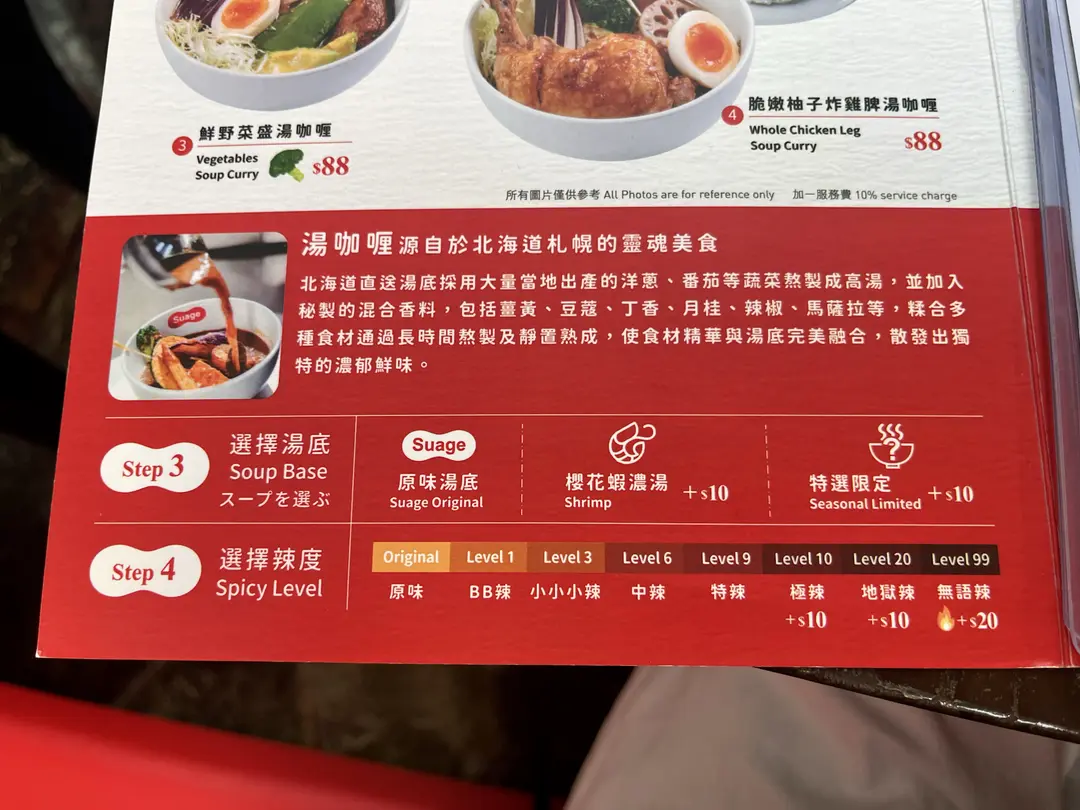 3 鮮野菜盛湯咖喱
Vegetables
Soup Curry
$88
4 脆嫩柚子炸雞髀湯咖喱
Whole Chicken Leg
Soup Curry
$88
所有圖片僅供參考 All Photos are for reference only 加一服務費 10% service charge
Suage
湯咖喱源自於北海道札幌的靈魂美食
北海道直送湯底採用大量當地出產的洋蔥、番茄等蔬菜熬製成高湯，並加入
秘製的混合香料，包括薑黃、豆蔻、丁香、月桂、辣椒、馬薩拉等，糅合多
種食材通過長時間熬製及靜置熟成，使食材精華與湯底完美融合，散發出獨
特的濃郁鮮味。
Step 3
選擇湯底
Soup Base
スープを選ぶ
Suage
原味湯底
Suage Original
櫻花蝦濃湯
Shrimp
+$10
?
特選限定
Seasonal Limited
+$10
Step 4
選擇辣度
Spicy Level
Original Level 1 Level 3 Level 6 Level 9 Level 10 Level 20 Level 99
原味 BB辣 小小小辣 中辣 特辣 極辣 地獄辣 無語辣
+$10 +$10 +$20